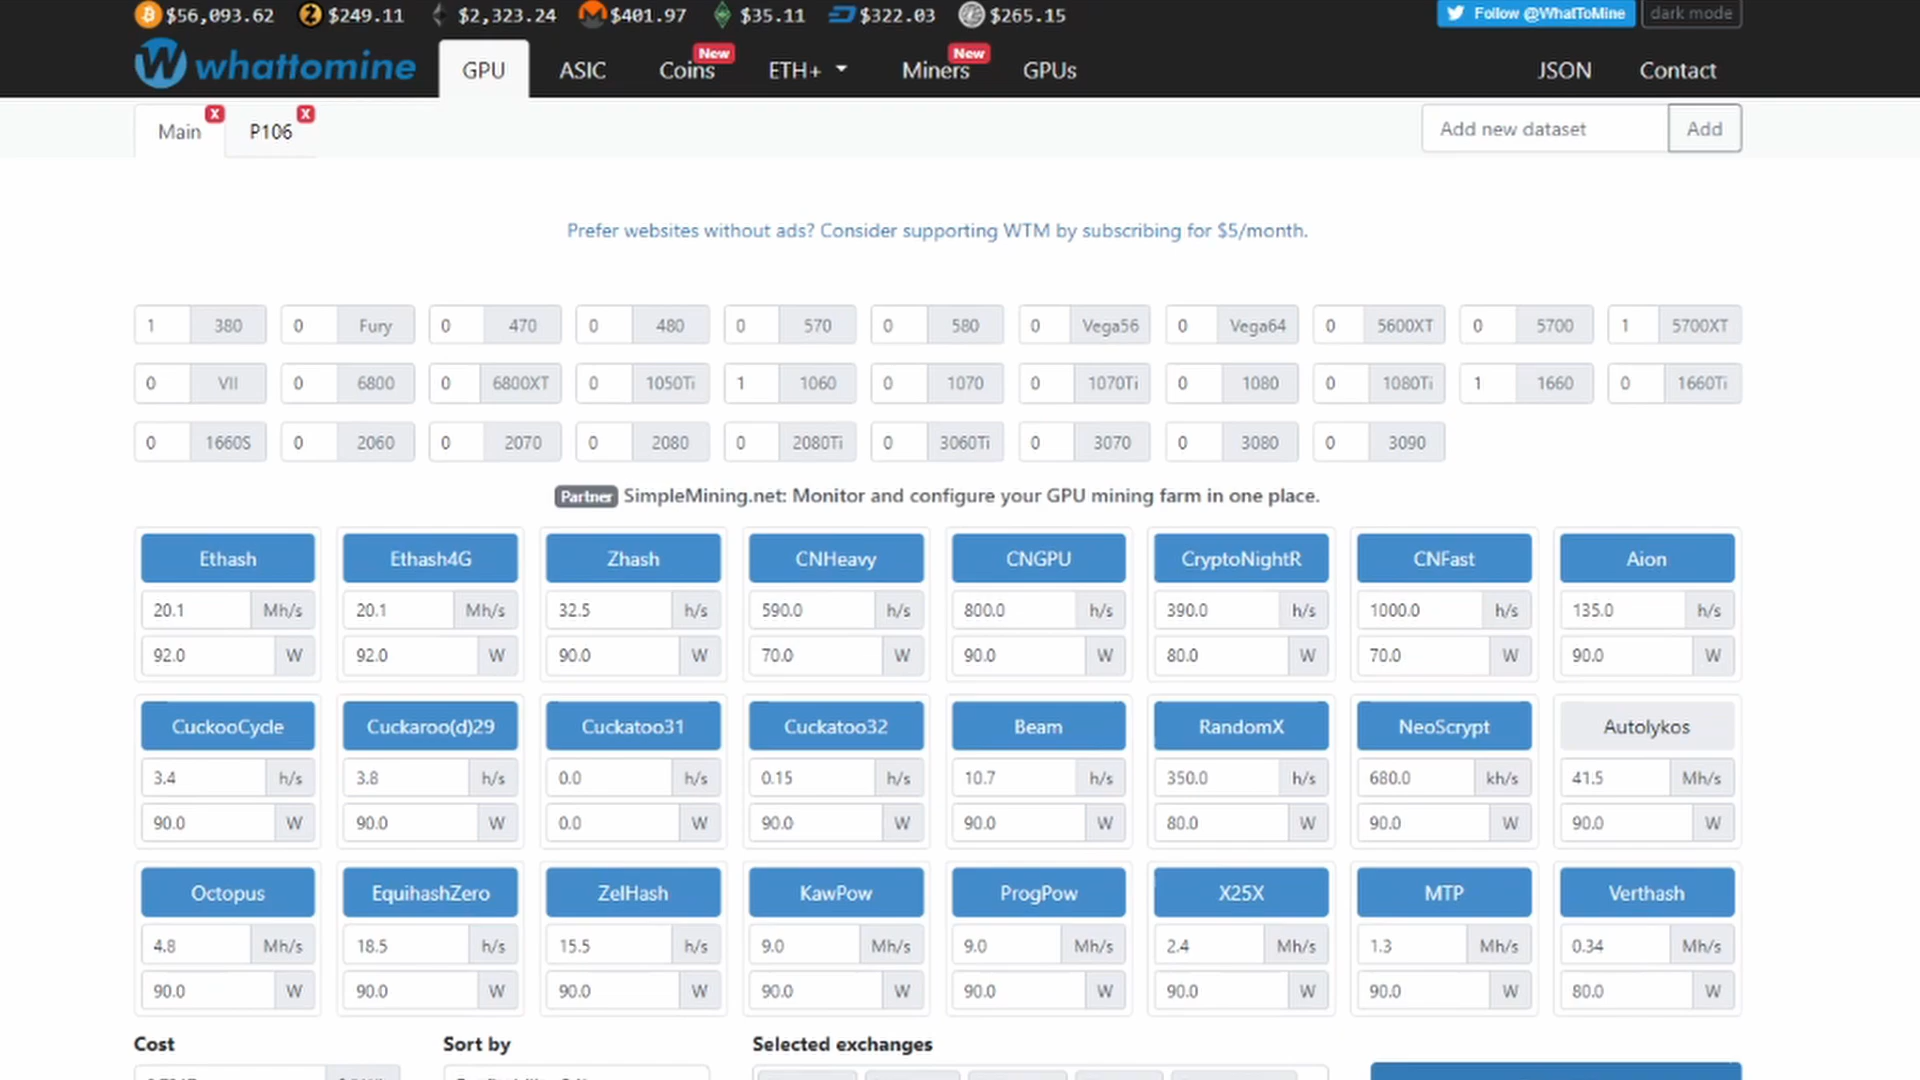 $56,093.62 $249.11 $2,323.24 $401.97 $35.11 $322.03 $265.15 Follow @WhatToMine dark mode
whattomine GPU ASIC Coins New ETH+ Miners New GPUs JSON Contact
Main x P106 x Add new dataset Add
Prefer websites without ads? Consider supporting WTM by subscribing for $5/month.
1 380 0 Fury 0 470 0 480 0 570 0 580 0 Vega56 0 Vega64 0 5600XT 0 5700 1 5700XT
0 VII 0 6800 0 6800XT 0 1050Ti 1 1060 0 1070 0 1070Ti 0 1080 0 1080Ti 1 1660 0 1660Ti
0 1660S 0 2060 0 2070 0 2080 0 2080Ti 0 3060Ti 0 3070 0 3080 0 3090
Partner SimpleMining.net: Monitor and configure your GPU mining farm in one place.
Ethash Ethash4G Zhash CNHeavy CNGPU CryptoNightR CNFast Aion
20.1 Mh/s 20.1 Mh/s 32.5 h/s 590.0 h/s 800.0 h/s 390.0 h/s 1000.0 h/s 135.0 h/s
92.0 W 92.0 W 90.0 W 70.0 W 90.0 W 80.0 W 70.0 W 90.0 W
CuckooCycle Cuckaroo(d)29 Cuckatoo31 Cuckatoo32 Beam RandomX NeoScrypt Autolykos
3.4 h/s 3.8 h/s 0.0 h/s 0.15 h/s 10.7 h/s 350.0 h/s 680.0 kh/s 41.5 Mh/s
90.0 W 90.0 W 0.0 W 90.0 W 90.0 W 80.0 W 90.0 W 90.0 W
Octopus EquihashZero ZelHash KawPow ProgPow X25X MTP Verthash
4.8 Mh/s 18.5 h/s 15.5 h/s 9.0 Mh/s 9.0 Mh/s 2.4 Mh/s 1.3 Mh/s 0.34 Mh/s
90.0 W 90.0 W 90.0 W 90.0 W 90.0 W 90.0 W 90.0 W 80.0 W
Cost Sort by Selected exchanges